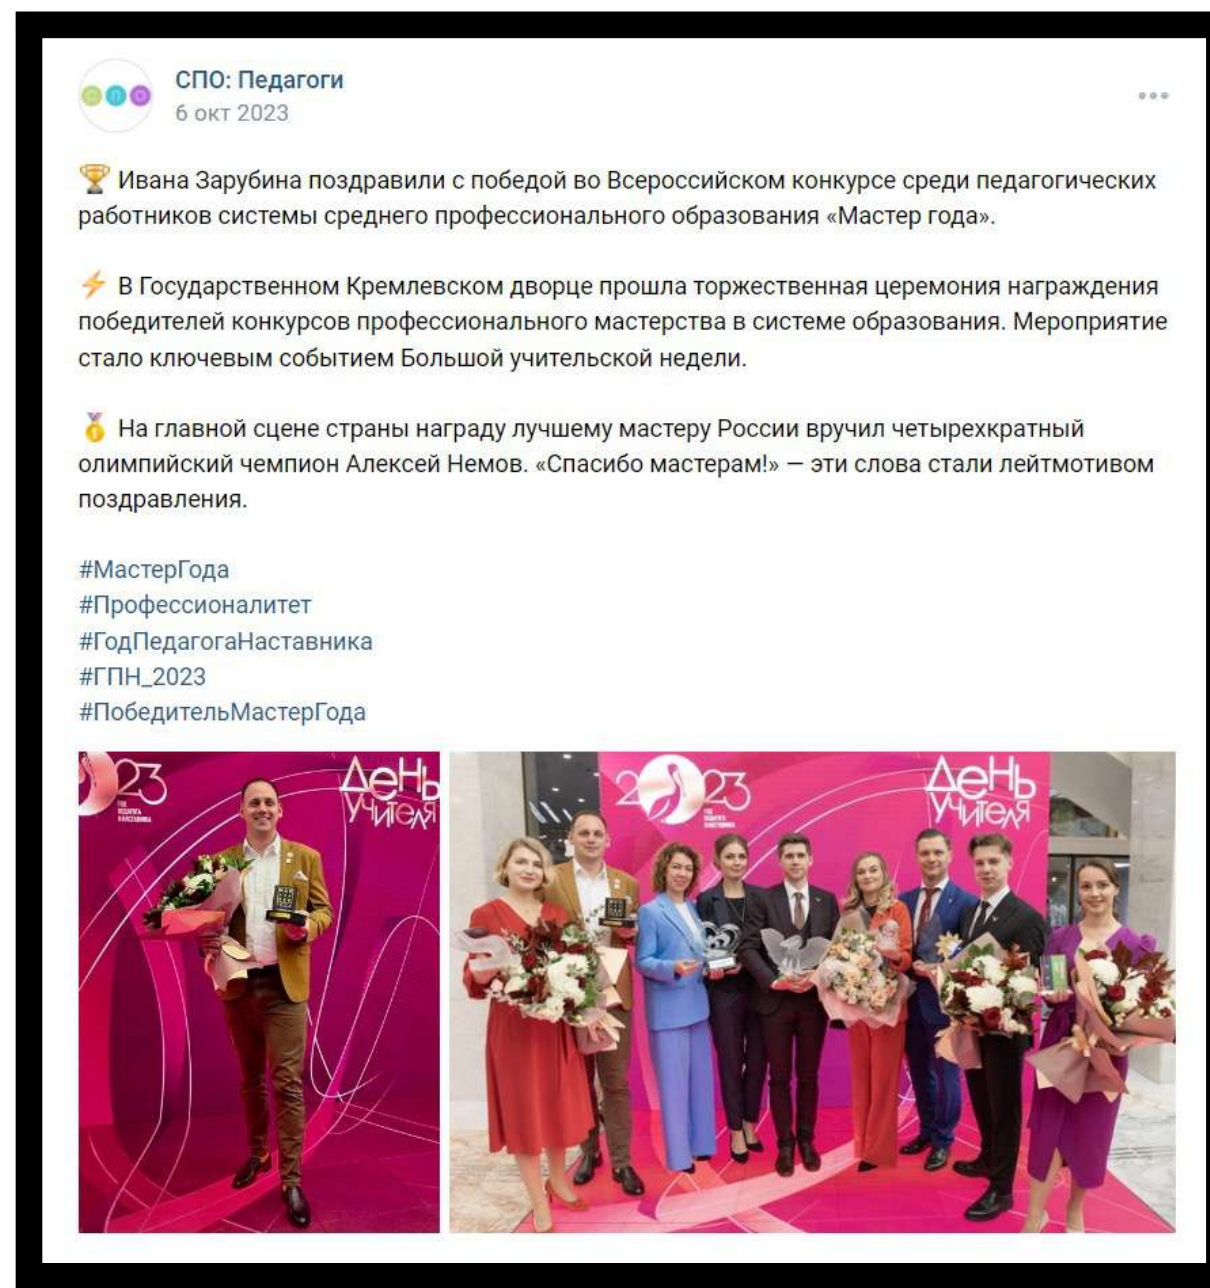 СПО
СПО: Педагоги
6 окт 2023
🏆 Ивана Зарубина поздравили с победой во Всероссийском конкурсе среди педагогических
работников системы среднего профессионального образования «Мастер года».
⚡ В Государственном Кремлевском дворце прошла торжественная церемония награждения
победителей конкурсов профессионального мастерства в системе образования. Мероприятие
стало ключевым событием Большой учительской недели.
🏅 На главной сцене страны награду лучшему мастеру России вручил четырехкратный
олимпийский чемпион Алексей Немов. «Спасибо мастерам!» — эти слова стали лейтмотивом
поздравления.
#МастерГода
#Профессионалитет
#ГодПедагогаНаставника
#ГПН_2023
#ПобедительМастерГода
23
ДЕНЬ
УЧИТЕЛЯ
2023
ДЕНЬ
УЧИТЕЛЯ